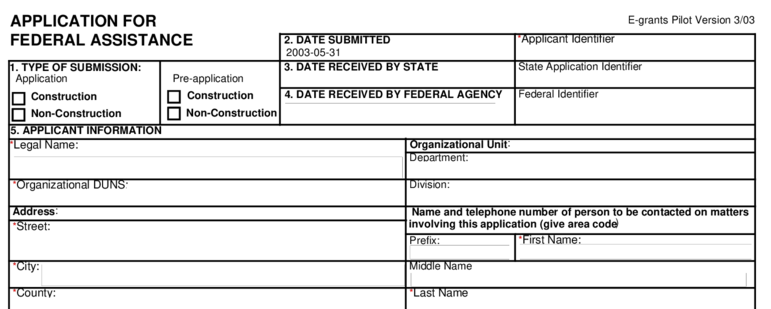 APPLICATION FOR
FEDERAL ASSISTANCE
E-grants Pilot Version 3/03
2. DATE SUBMITTED
2003-05-31
*Applicant Identifier
1. TYPE OF SUBMISSION:
Application
Pre-application
3. DATE RECEIVED BY STATE
State Application Identifier
Construction
Construction
4. DATE RECEIVED BY FEDERAL AGENCY
Federal Identifier
Non-Construction
Non-Construction
5. APPLICANT INFORMATION
*Legal Name:
Organizational Unit:
Department:
*Organizational DUNS:
Division:
Address:
Name and telephone number of person to be contacted on matters
involving this application (give area code)
*Street:
Prefix:
*First Name:
*City:
Middle Name
*County:
*Last Name